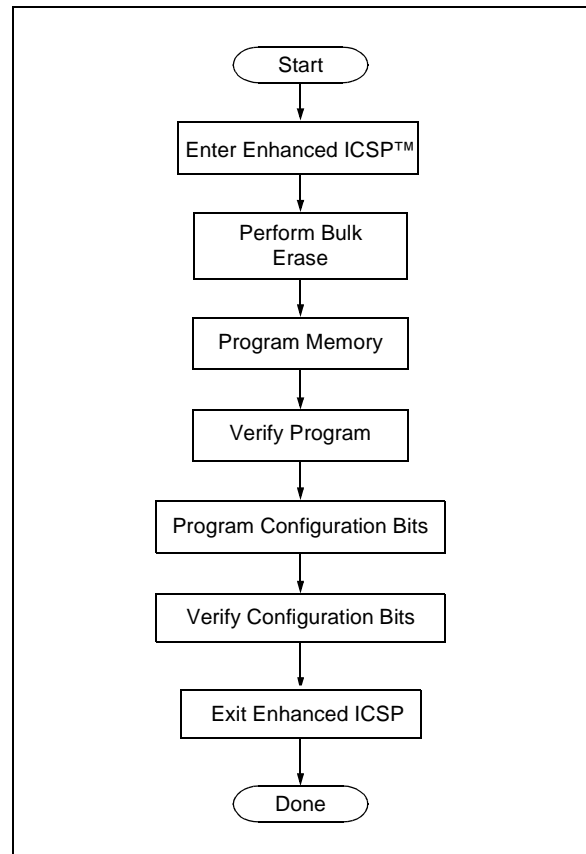 Start
Enter Enhanced ICSP™
Perform Bulk
Erase
Program Memory
Verify Program
Program Configuration Bits
Verify Configuration Bits
Exit Enhanced ICSP
Done